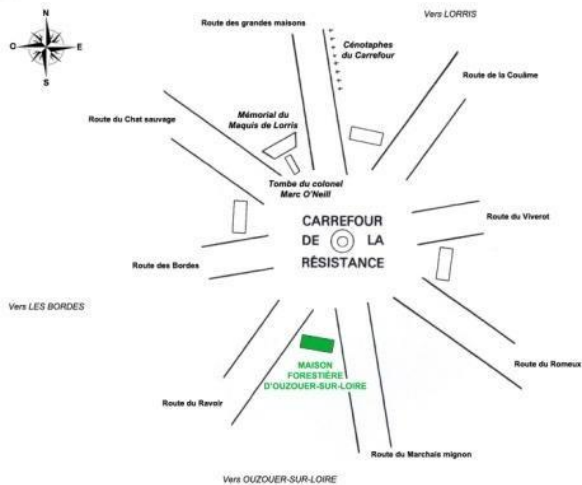 N
O
E
S
Route des grandes maisons
Vers LORRIS
Cénotaphes
du Carrefour
Route de la Couâme
Route du Chat sauvage
Mémorial du
Maquis de Lorris
Tombe du colonel
Marc O'Neill
CARREFOUR
DE LA
RÉSISTANCE
Route du Viverot
Route des Bordes
Vers LES BORDES
MAISON
FORESTIÈRE
D'OUZOUER-SUR-LOIRE
Route du Romeux
Route du Ravoir
Route du Marchais mignon
Vers OUZOUER-SUR-LOIRE